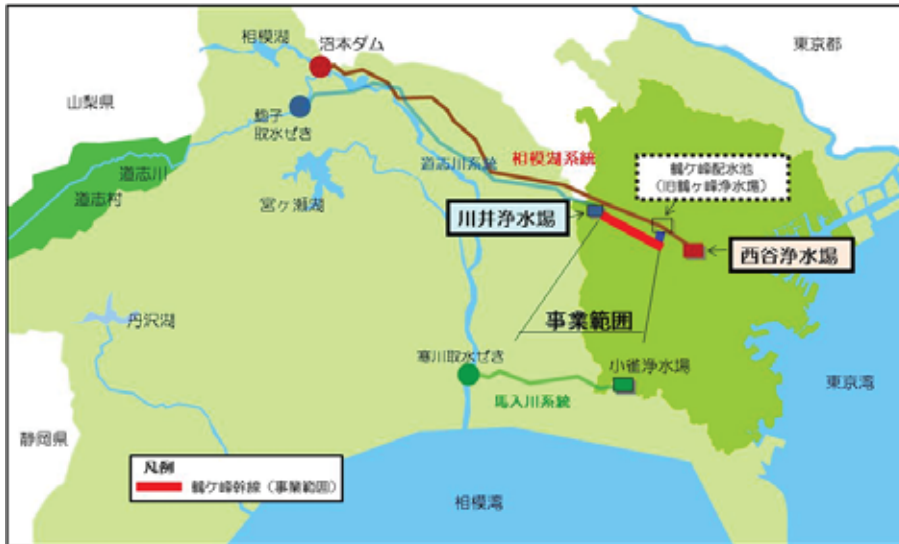 相模湖
沼本ダム
東京都
山梨県
鮑子
取水ぜき
道志川系統
相模湖系統
鶴ケ峰配水池
（旧鶴ヶ峰浄水場）
道志川
道志村
宮ヶ瀬湖
川井浄水場
西谷浄水場
事業範囲
丹沢湖
寒川取水ぜき
小雀浄水場
馬入川系統
東京湾
静岡県
凡例
鶴ケ峰幹線（事業範囲）
相模湾